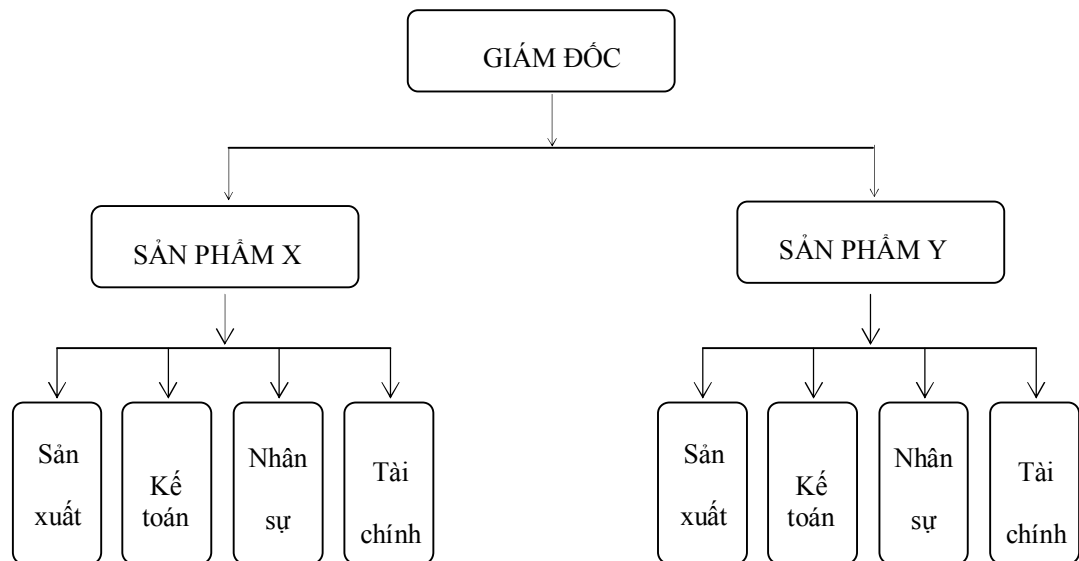 GIÁM ĐỐC
SẢN PHẨM X
SẢN PHẨM Y
Sản
xuất
Kế
toán
Nhân
sự
Tài
chính
Sản
xuất
Kế
toán
Nhân
sự
Tài
chính